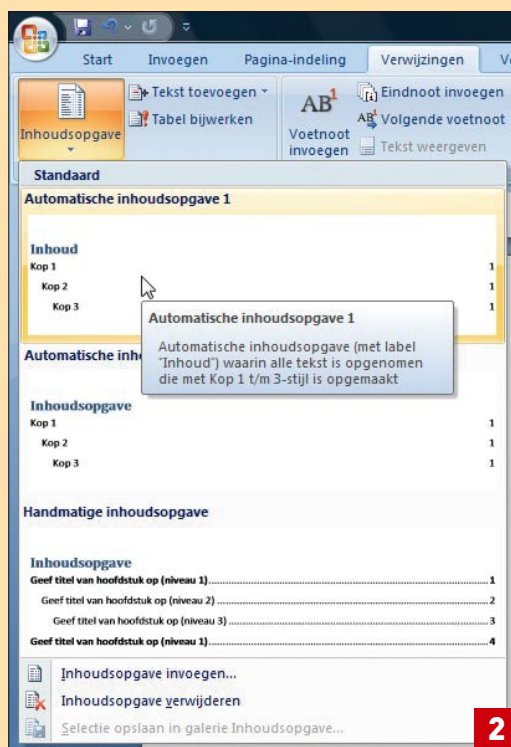 Start Invoegen Pagina-indeling Verwijzingen V
Inhoudsopgave
Tekst toevoegen
Tabel bijwerken
AB1
Voetnoot
invoegen
Eindnoot invoegen
Volgende voetnoot
Tekst weergeven
Standaard
Automatische inhoudsopgave 1
Inhoud
Kop 1 1
Kop 2 1
Kop 3 1
Automatische inhoudsopgave 1
Automatische inhoudsopgave (met label
"Inhoud") waarin alle tekst is opgenomen
die met Kop 1 t/m 3-stijl is opgemaakt
Automatische inh
Inhoudsopgave
Kop 1 1
Kop 2 1
Kop 3 1
Handmatige inhoudsopgave
Inhoudsopgave
Geef titel van hoofdstuk op (niveau 1) 1
Geef titel van hoofdstuk op (niveau 2) 2
Geef titel van hoofdstuk op (niveau 3) 3
Geef titel van hoofdstuk op (niveau 1) 4
Inhoudsopgave invoegen...
Inhoudsopgave verwijderen
Selectie opslaan in galerie Inhoudsopgave...
2